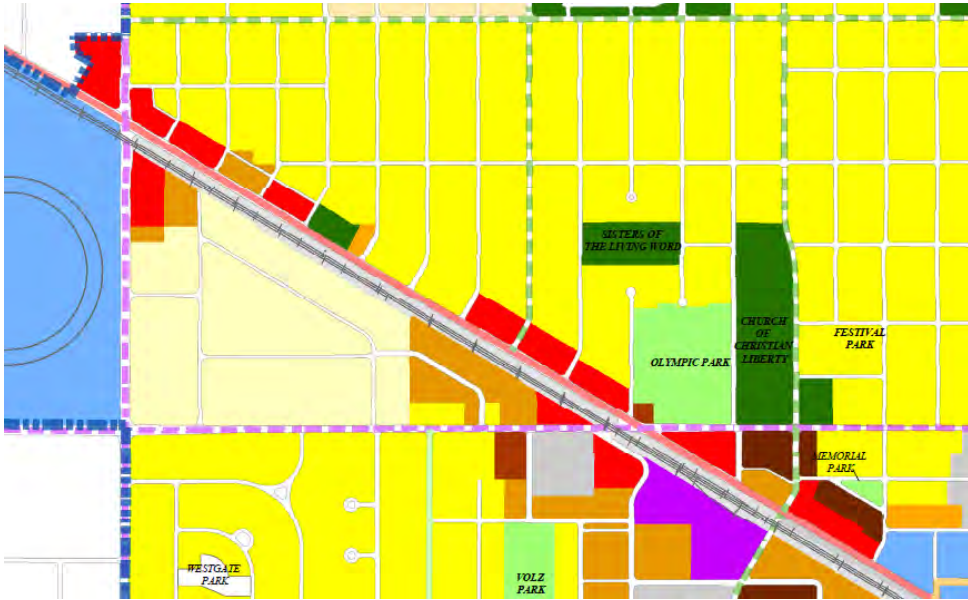 SISTERS OF
THE LIVING WORD
CHURCH
OF
CHRISTIAN
LIBERTY
FESTIVAL
PARK
OLYMPIC PARK
MEMORIAL
PARK
WESTGATE
PARK
VOLZ
PARK